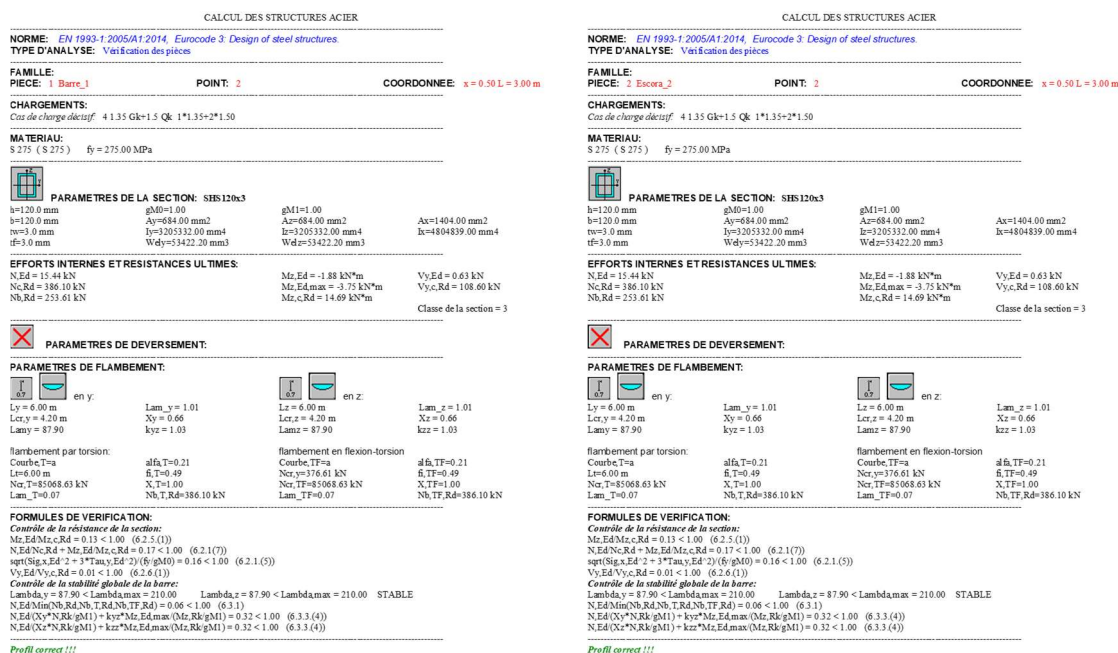 CALCUL DES STRUCTURES ACIER
NORME: EN 1993-1:2005/A1:2014, Eurocode 3: Design of steel structures.
TYPE D'ANALYSE: Vérification des pièces
FAMILLE:
PIECE: 1 Barre_1 POINT: 2 COORDONNEE: x = 0.50 L = 3.00 m
CHARGEMENTS:
Cas de charge décisif: 4 1.35 Gk+1.5 Qk 1*1.35+2*1.50
MATERIAU:
S 275 ( S 275 ) fy = 275.00 MPa
PARAMETRES DE LA SECTION: SHS120x3
h=120.0 mm gM0=1.00 gM1=1.00
b=120.0 mm Ay=684.00 mm2 Az=684.00 mm2 Ax=1404.00 mm2
tw=3.0 mm Iy=3205332.00 mm4 Iz=3205332.00 mm4 Ix=4804839.00 mm4
tf=3.0 mm Wely=53422.20 mm3 Welz=53422.20 mm3
EFFORTS INTERNES ET RESISTANCES ULTIMES:
N,Ed = 15.44 kN Mz,Ed = -1.88 kN*m Vy,Ed = 0.63 kN
Nc,Rd = 386.10 kN Mz,Ed,max = -3.75 kN*m Vy,c,Rd = 108.60 kN
Nb,Rd = 253.61 kN Mz,c,Rd = 14.69 kN*m
Classe de la section = 3
PARAMETRES DE DEVERSEMENT:
PARAMETRES DE FLAMBEMENT:
0.7 en y: 0.7 en z:
Ly = 6.00 m Lam_y = 1.01 Lz = 6.00 m Lam_z = 1.01
Lcr,y = 4.20 m Xy = 0.66 Lcr,z = 4.20 m Xz = 0.66
Lamy = 87.90 kyz = 1.03 Lamz = 87.90 kzz = 1.03
flambement par torsion: flambement en flexion-torsion
Courbe,T=a alfa,T=0.21 Courbe,TF=a alfa,TF=0.21
Lt=6.00 m fi,T=0.49 Ncr,y=376.61 kN fi,TF=0.49
Ncr,T=85068.63 kN X,T=1.00 Ncr,TF=85068.63 kN X,TF=1.00
Lam_T=0.07 Nb,T,Rd=386.10 kN Lam_TF=0.07 Nb,TF,Rd=386.10 kN
FORMULES DE VERIFICATION:
Contrôle de la résistance de la section:
Mz,Ed/Mz,c,Rd = 0.13 < 1.00 (6.2.5.(1))
N,Ed/Nc,Rd + Mz,Ed/Mz,c,Rd = 0.17 < 1.00 (6.2.1(7))
sqrt(Sig,x,Ed^2 + 3*Tau,y,Ed^2)/(fy/gM0) = 0.16 < 1.00 (6.2.1.(5))
Vy,Ed/Vy,c,Rd = 0.01 < 1.00 (6.2.6.(1))
Contrôle de la stabilité globale de la barre:
Lambda,y = 87.90 < Lambda,max = 210.00 Lambda,z = 87.90 < Lambda,max = 210.00 STABLE
N,Ed/Min(Nb,Rd,Nb,T,Rd,Nb,TF,Rd) = 0.06 < 1.00 (6.3.1)
N,Ed/(Xy*N,Rk/gM1) + kyz*Mz,Ed,max/(Mz,Rk/gM1) = 0.32 < 1.00 (6.3.3.(4))
N,Ed/(Xz*N,Rk/gM1) + kzz*Mz,Ed,max/(Mz,Rk/gM1) = 0.32 < 1.00 (6.3.3.(4))
Profil correct !!!
CALCUL DES STRUCTURES ACIER
NORME: EN 1993-1:2005/A1:2014, Eurocode 3: Design of steel structures.
TYPE D'ANALYSE: Vérification des pièces
FAMILLE:
PIECE: 2 Escora_2 POINT: 2 COORDONNEE: x = 0.50 L = 3.00 m
CHARGEMENTS:
Cas de charge décisif: 4 1.35 Gk+1.5 Qk 1*1.35+2*1.50
MATERIAU:
S 275 ( S 275 ) fy = 275.00 MPa
PARAMETRES DE LA SECTION: SHS120x3
h=120.0 mm gM0=1.00 gM1=1.00
b=120.0 mm Ay=684.00 mm2 Az=684.00 mm2 Ax=1404.00 mm2
tw=3.0 mm Iy=3205332.00 mm4 Iz=3205332.00 mm4 Ix=4804839.00 mm4
tf=3.0 mm Wely=53422.20 mm3 Welz=53422.20 mm3
EFFORTS INTERNES ET RESISTANCES ULTIMES:
N,Ed = 15.44 kN Mz,Ed = -1.88 kN*m Vy,Ed = 0.63 kN
Nc,Rd = 386.10 kN Mz,Ed,max = -3.75 kN*m Vy,c,Rd = 108.60 kN
Nb,Rd = 253.61 kN Mz,c,Rd = 14.69 kN*m
Classe de la section = 3
PARAMETRES DE DEVERSEMENT:
PARAMETRES DE FLAMBEMENT:
0.7 en y: 0.7 en z:
Ly = 6.00 m Lam_y = 1.01 Lz = 6.00 m Lam_z = 1.01
Lcr,y = 4.20 m Xy = 0.66 Lcr,z = 4.20 m Xz = 0.66
Lamy = 87.90 kyz = 1.03 Lamz = 87.90 kzz = 1.03
flambement par torsion: flambement en flexion-torsion
Courbe,T=a alfa,T=0.21 Courbe,TF=a alfa,TF=0.21
Lt=6.00 m fi,T=0.49 Ncr,y=376.61 kN fi,TF=0.49
Ncr,T=85068.63 kN X,T=1.00 Ncr,TF=85068.63 kN X,TF=1.00
Lam_T=0.07 Nb,T,Rd=386.10 kN Lam_TF=0.07 Nb,TF,Rd=386.10 kN
FORMULES DE VERIFICATION:
Contrôle de la résistance de la section:
Mz,Ed/Mz,c,Rd = 0.13 < 1.00 (6.2.5.(1))
N,Ed/Nc,Rd + Mz,Ed/Mz,c,Rd = 0.17 < 1.00 (6.2.1(7))
sqrt(Sig,x,Ed^2 + 3*Tau,y,Ed^2)/(fy/gM0) = 0.16 < 1.00 (6.2.1.(5))
Vy,Ed/Vy,c,Rd = 0.01 < 1.00 (6.2.6.(1))
Contrôle de la stabilité globale de la barre:
Lambda,y = 87.90 < Lambda,max = 210.00 Lambda,z = 87.90 < Lambda,max = 210.00 STABLE
N,Ed/Min(Nb,Rd,Nb,T,Rd,Nb,TF,Rd) = 0.06 < 1.00 (6.3.1)
N,Ed/(Xy*N,Rk/gM1) + kyz*Mz,Ed,max/(Mz,Rk/gM1) = 0.32 < 1.00 (6.3.3.(4))
N,Ed/(Xz*N,Rk/gM1) + kzz*Mz,Ed,max/(Mz,Rk/gM1) = 0.32 < 1.00 (6.3.3.(4))
Profil correct !!!